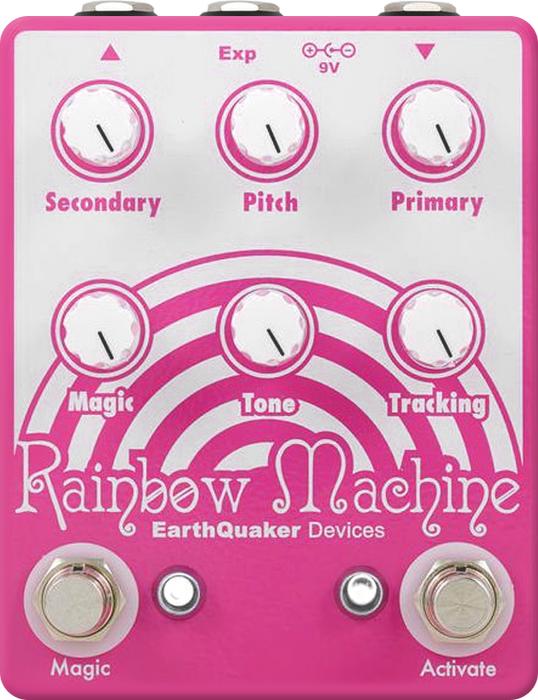 Exp
9V
Secondary
Pitch
Primary
Magic
Tone
Tracking
Rainbow Machine
EarthQuaker Devices
Magic
Activate